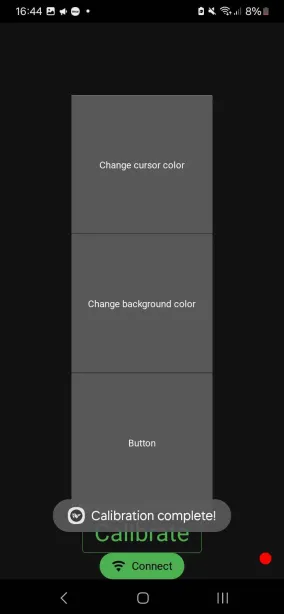 16:44
8%
Change cursor color
Change background color
Button
Calibration complete!
Calibrate
Connect